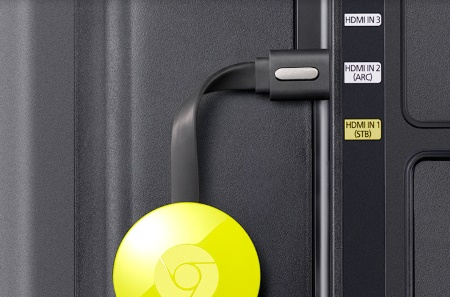 HDMI IN 3
HDMI IN 2
(ARC)
HDMI IN 1
(STB)